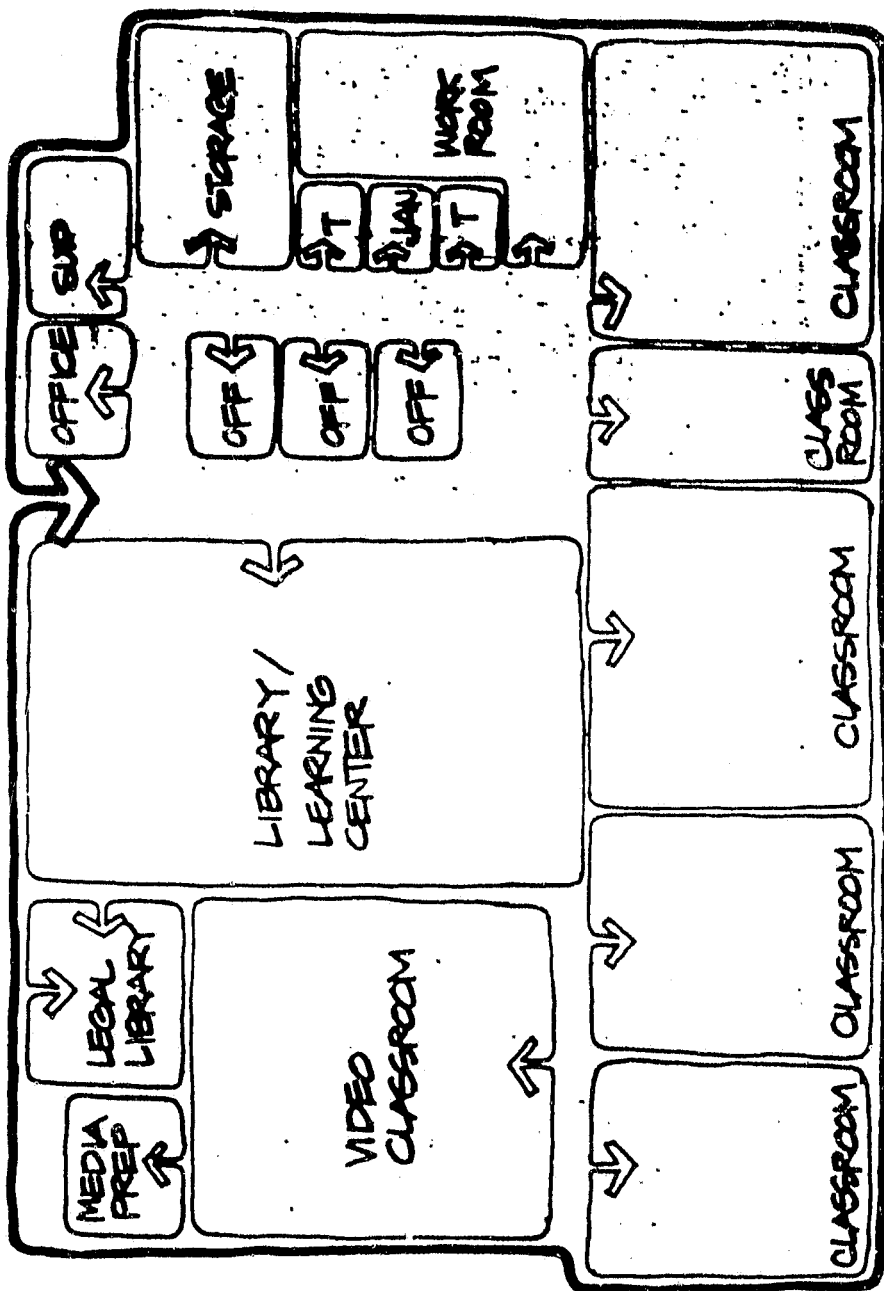 MEDIA
PREP
LEGAL
LIBRARY
OFFICE
SUP
VIDEO
CLASSROOM
LIBRARY /
LEARNING
CENTER
OFF
OFF
OFF
STORAGE
T
JAN
T
WORK
ROOM
CLASSROOM
CLASSROOM
CLASSROOM
CLASS
ROOM
CLASSROOM